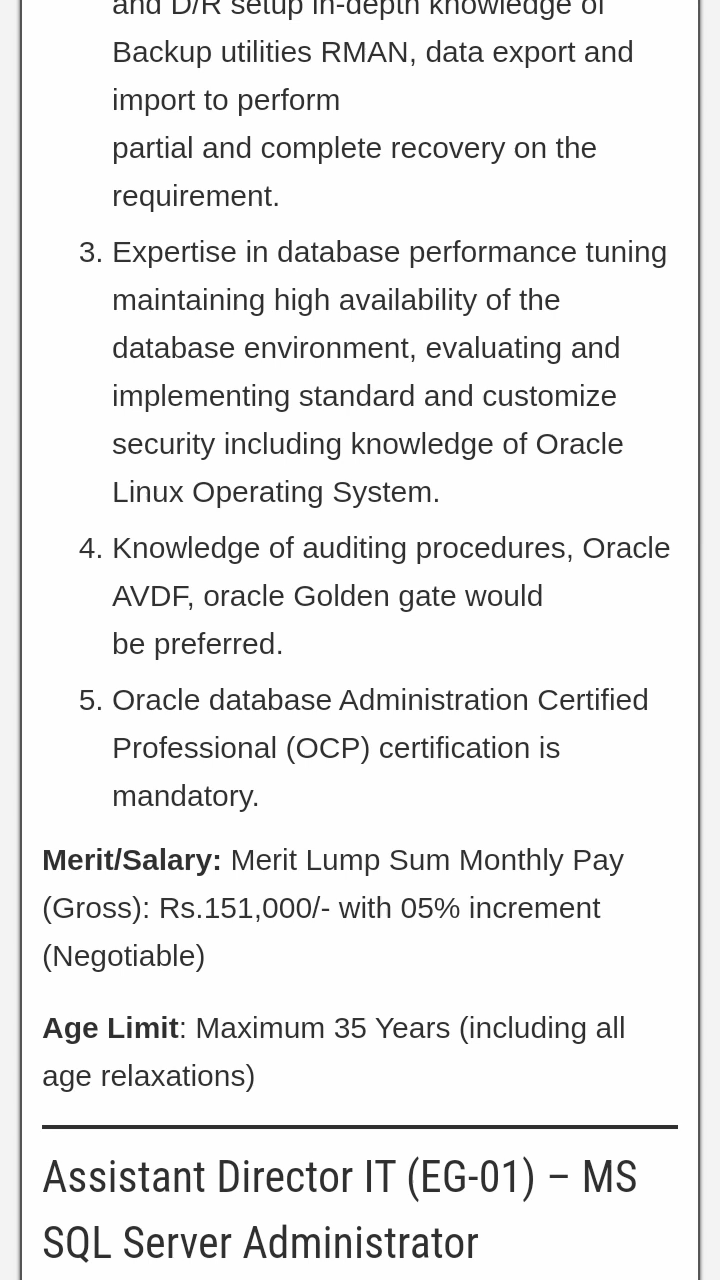 and D/R setup in-depth knowledge of
Backup utilities RMAN, data export and
import to perform
partial and complete recovery on the
requirement.
3. Expertise in database performance tuning
maintaining high availability of the
database environment, evaluating and
implementing standard and customize
security including knowledge of Oracle
Linux Operating System.
4. Knowledge of auditing procedures, Oracle
AVDF, oracle Golden gate would
be preferred.
5. Oracle database Administration Certified
Professional (OCP) certification is
mandatory.
Merit/Salary: Merit Lump Sum Monthly Pay
(Gross): Rs.151,000/- with 05% increment
(Negotiable)
Age Limit: Maximum 35 Years (including all
age relaxations)
Assistant Director IT (EG-01) – MS
SQL Server Administrator